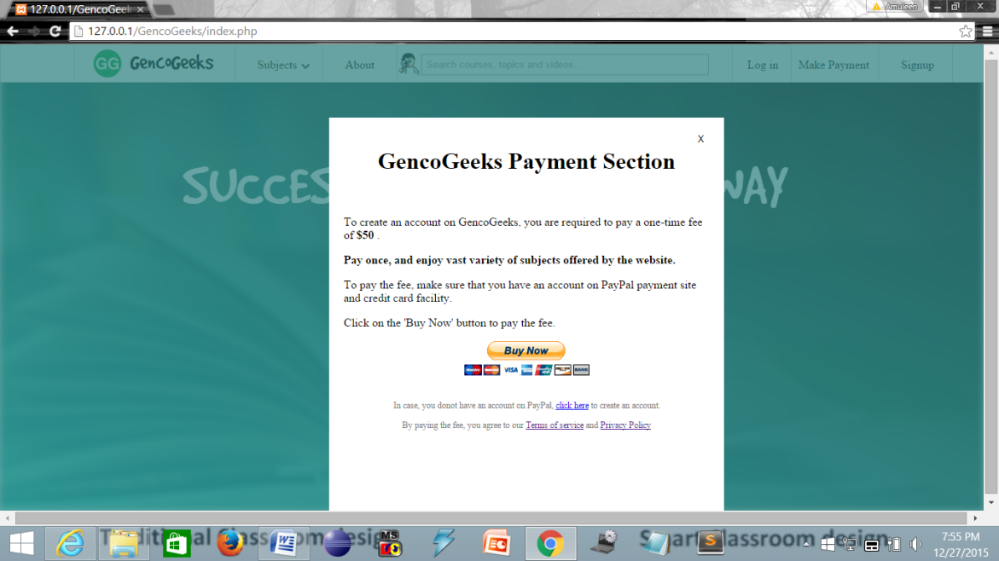 127.0.0.1/GencoGeek
Amuleen
127.0.0.1/GencoGeeks/index.php
GG GencoGeeks
Subjects
About
Search courses, topics and videos...
Log in
Make Payment
Signup
X
GencoGeeks Payment Section
SUCCES
WAY
To create an account on GencoGeeks, you are required to pay a one-time fee
of $50 .
Pay once, and enjoy vast variety of subjects offered by the website.
To pay the fee, make sure that you have an account on PayPal payment site
and credit card facility.
Click on the 'Buy Now' button to pay the fee.
Buy Now
VISA
BANK
In case, you donot have an account on PayPal, click here to create an account.
By paying the fee, you agree to our Terms of service and Privacy Policy
Traditional Classroom design
Smart classroom design
MS
7:55 PM
12/27/2015